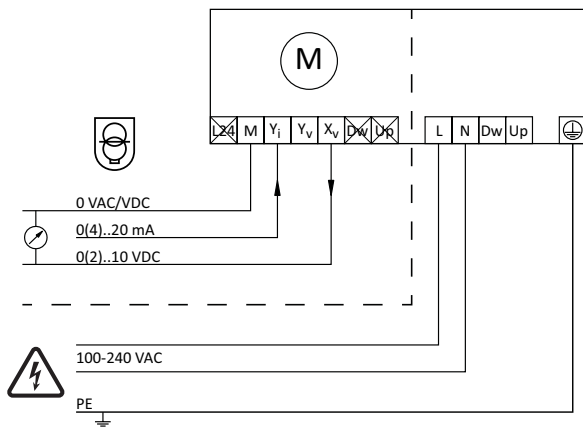 M
L24 M Yi Yv Xv Dw Up L N Dw Up
0 VAC/VDC
0(4)..20 mA
0(2)..10 VDC
100-240 VAC
PE